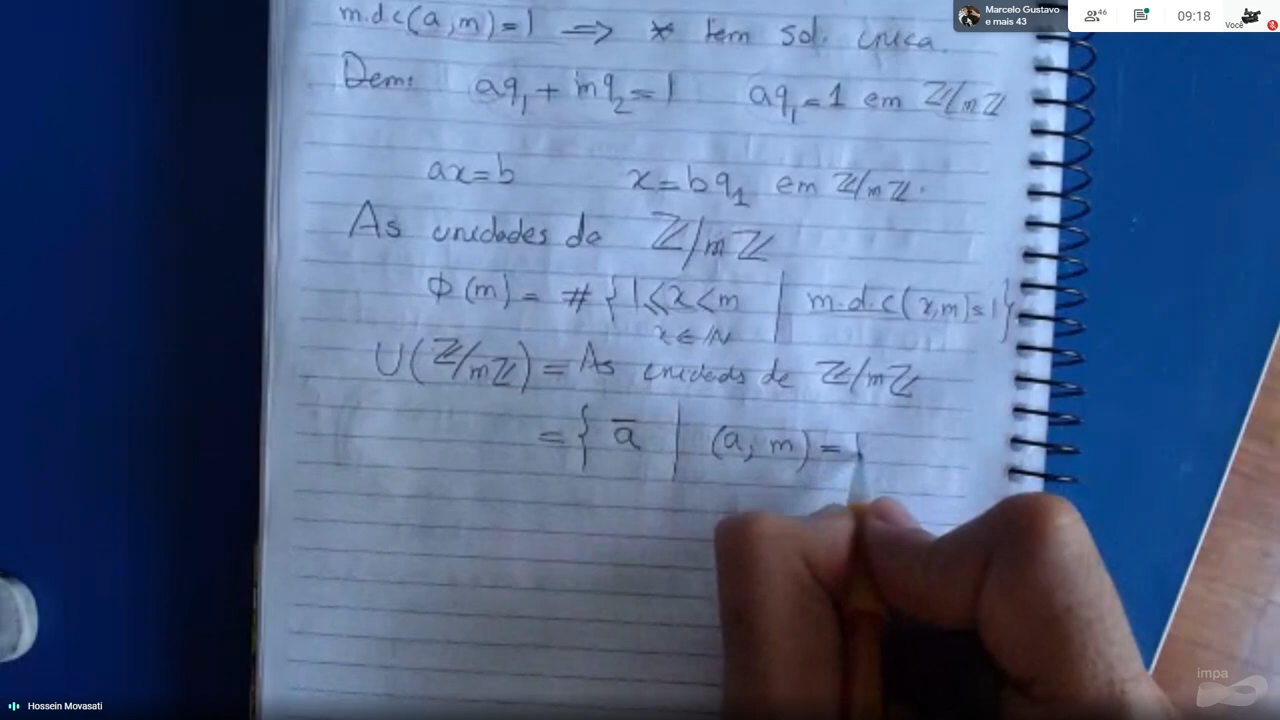 m.d.c(a,m)=1 ⟹ * tem sol. única.
Dem: aq₁ + mq₂ = 1 aq₁ = 1 em ℤ/mℤ
ax=b x=bq₁ em ℤ/mℤ.
As unidades de ℤ/mℤ
Φ(m) = #{1≤x<m | m.d.c(x,m)=1}
x∈ℕ
U(ℤ/mℤ) = As unidads de ℤ/mℤ
= { a̅ | (a, m) = 1
Marcelo Gustavo
e mais 43
46
09:18
Você
impa
Hossein Movasati